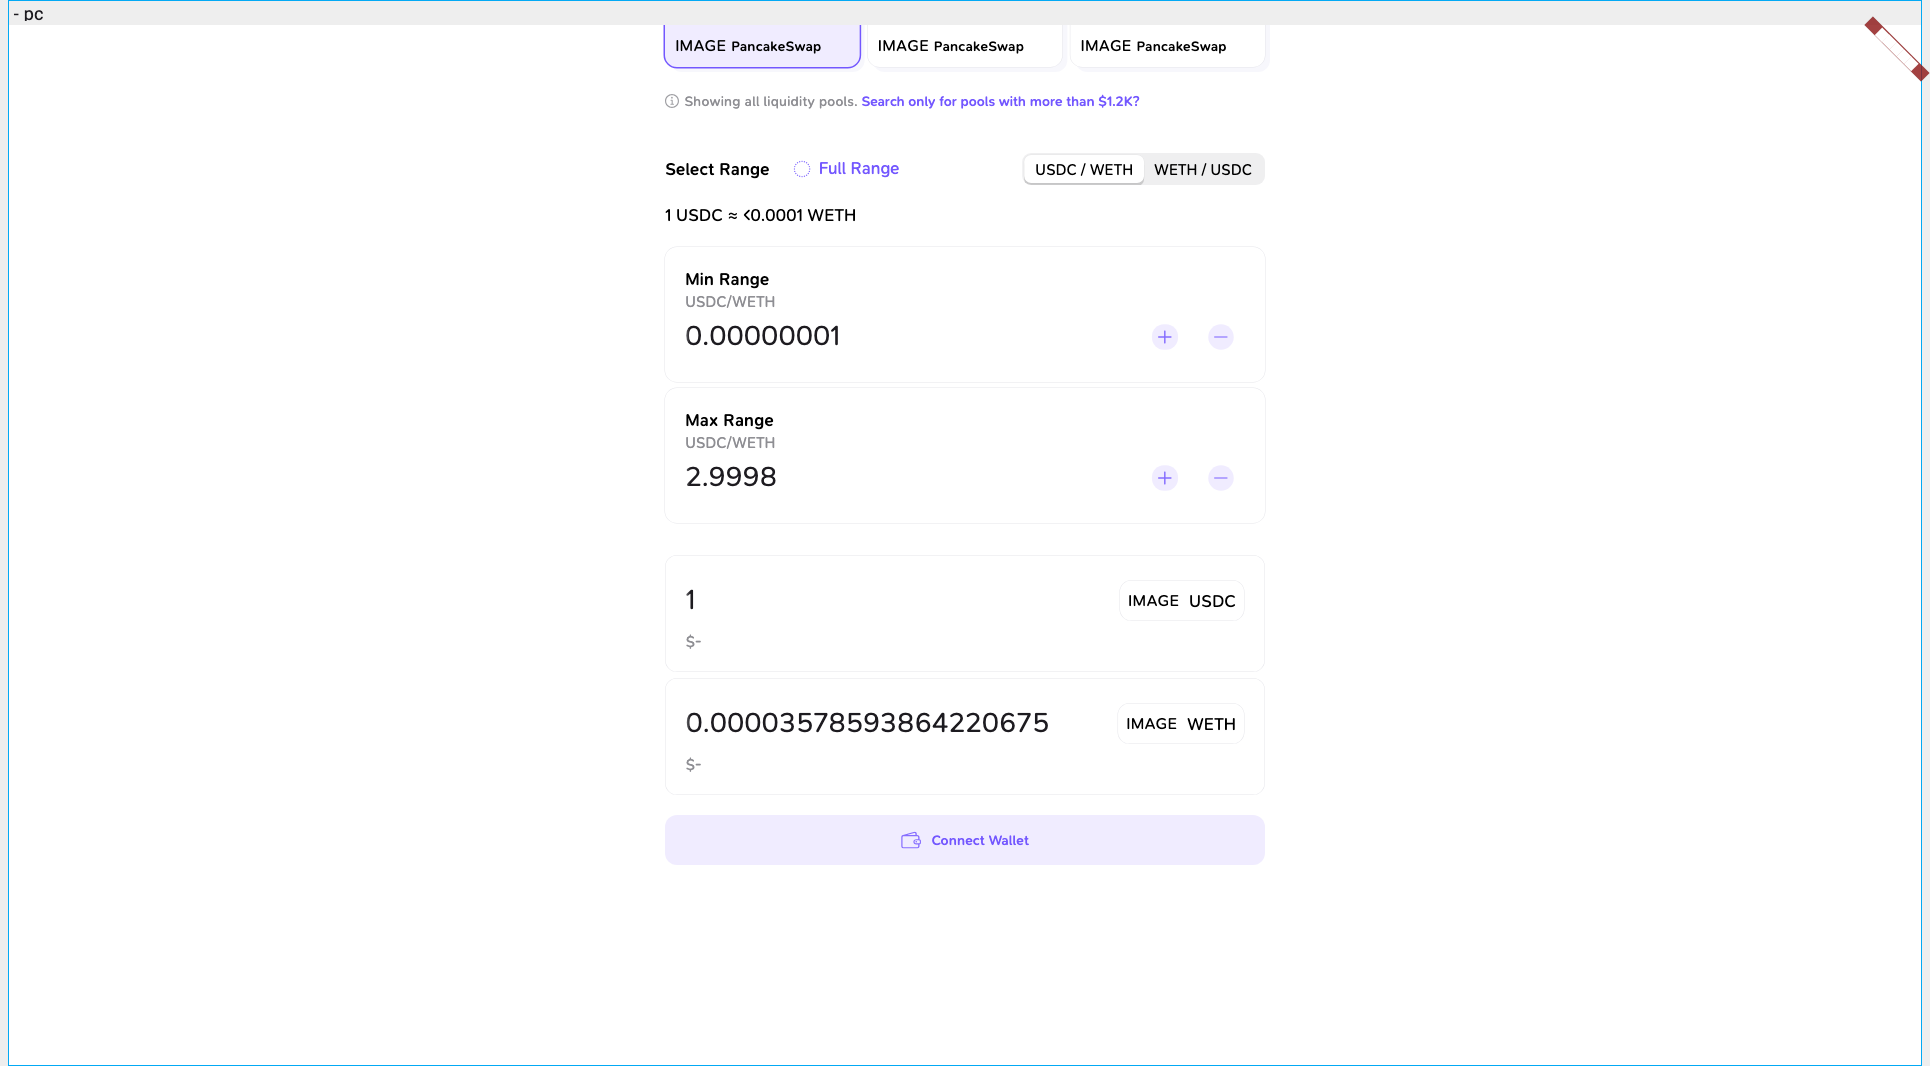 - pc
IMAGE PancakeSwap IMAGE PancakeSwap IMAGE PancakeSwap
Showing all liquidity pools. Search only for pools with more than $1.2K?
Select Range Full Range USDC / WETH WETH / USDC
1 USDC ≈ <0.0001 WETH
Min Range
USDC/WETH
0.00000001
Max Range
USDC/WETH
2.9998
1 IMAGE USDC
$-
0.00003578593864220675 IMAGE WETH
$-
Connect Wallet